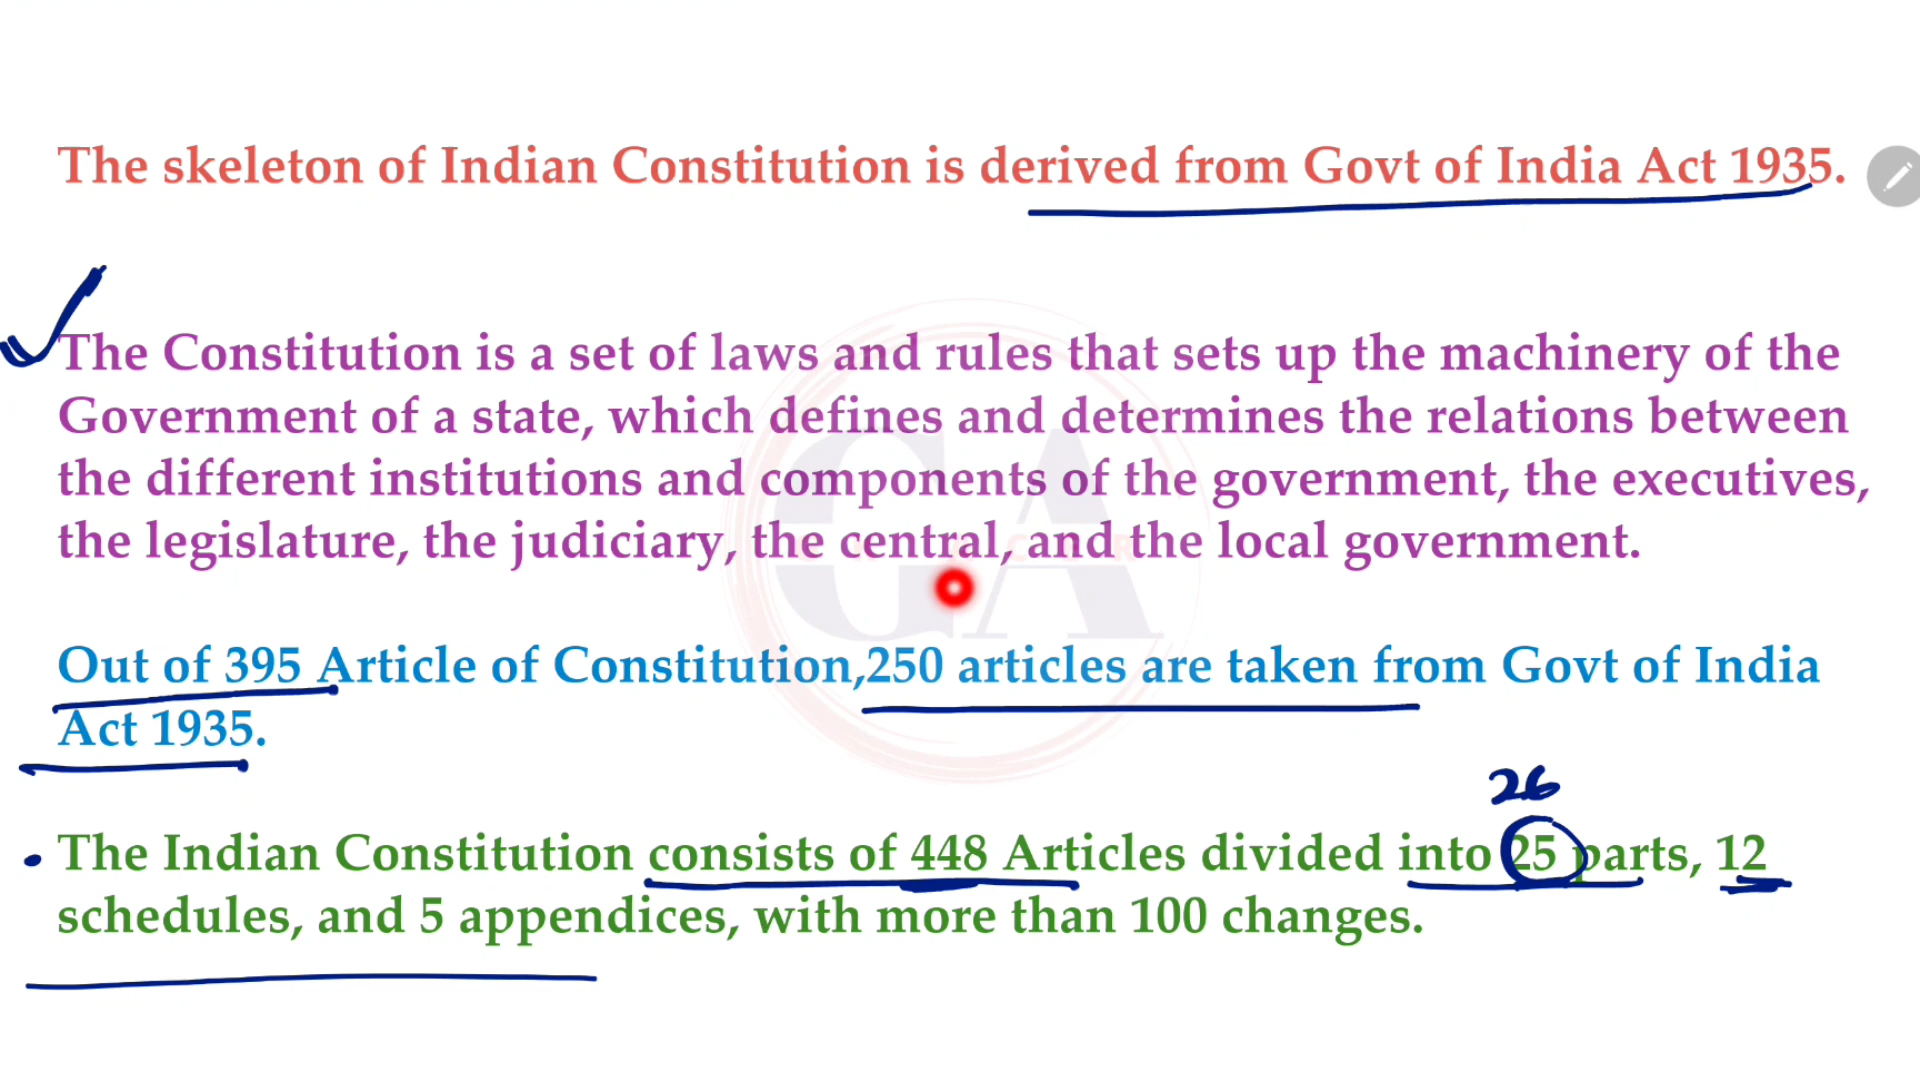 The skeleton of Indian Constitution is derived from Govt of India Act 1935.
The Constitution is a set of laws and rules that sets up the machinery of the
Government of a state, which defines and determines the relations between
the different institutions and components of the government, the executives,
the legislature, the judiciary, the central, and the local government.
Out of 395 Article of Constitution,250 articles are taken from Govt of India
Act 1935.
26
The Indian Constitution consists of 448 Articles divided into 25 parts, 12
schedules, and 5 appendices, with more than 100 changes.
GA